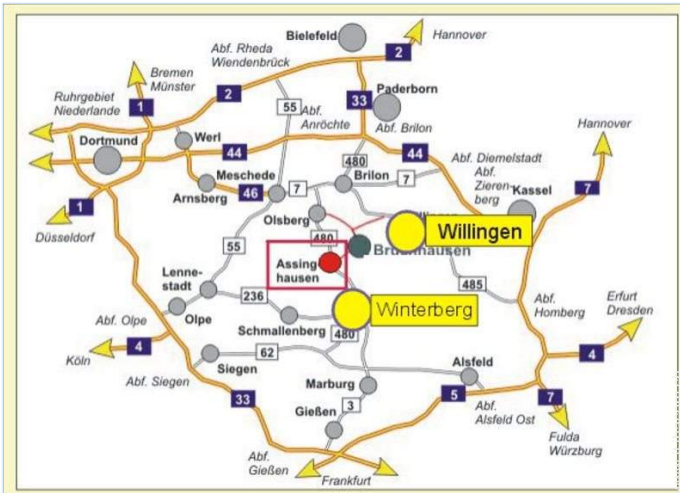 Bielefeld
2
Hannover
Abf. Rheda
Wiendenbrück
Bremen
Münster
2
1
Ruhrgebiet
Niederlande
55
33
Paderborn
Abf.
Anröchte
Abf. Brilon
Hannover
Dortmund
Werl
44
480
44
Abf. Diemelstadt
Abf.
Zieren-
berg
Kassel
7
Meschede
46
7
Brilon
7
Arnsberg
1
Olsberg
Düsseldorf
55
480
Willingen
hausen
Assing
hausen
Lenne-
stadt
485
236
Winterberg
Olpe
Abf. Olpe
Schmallenberg
480
Abf.
Homberg
Erfurt
Dresden
4
Köln
62
4
Siegen
Abf. Siegen
Alsfeld
Marburg
33
3
5
7
Gießen
Abf.
Alsfeld Ost
Fulda
Würzburg
Abf.
Gießen
Frankfurt